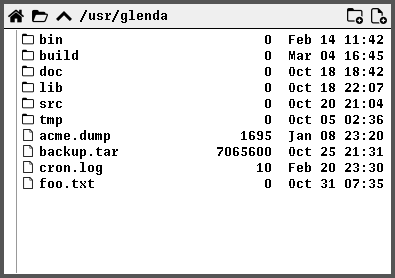 /usr/glenda
bin 0 Feb 14 11:42
build 0 Mar 04 16:45
doc 0 Oct 18 18:42
lib 0 Oct 18 22:07
src 0 Oct 20 21:04
tmp 0 Oct 05 02:36
acme.dump 1695 Jan 08 23:20
backup.tar 7065600 Oct 25 21:31
cron.log 10 Feb 20 23:30
foo.txt 0 Oct 31 07:35